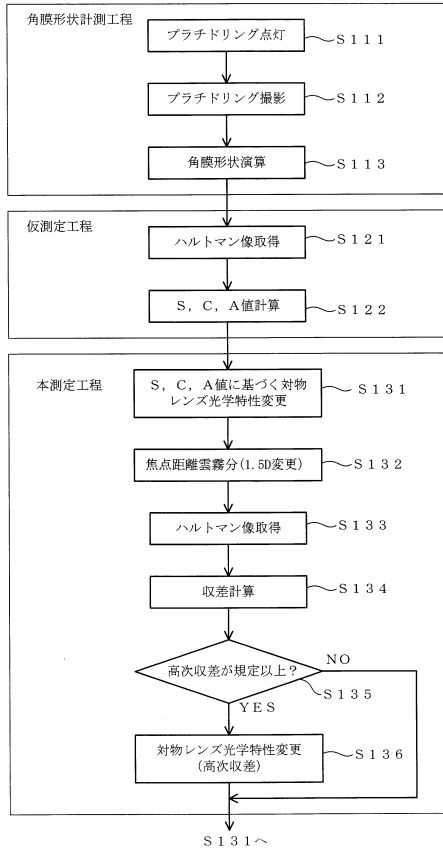 角膜形状計測工程
プラチドリング点灯
S111
プラチドリング撮影
S112
角膜形状演算
S113
仮測定工程
ハルトマン像取得
S121
S,C,A値計算
S122
本測定工程
S,C,A値に基づく対物
レンズ光学特性変更
S131
焦点距離雲霧分(1.5D変更)
S132
ハルトマン像取得
S133
収差計算
S134
高次収差が規定以上?
NO
S135
YES
対物レンズ光学特性変更
(高次収差)
S136
S131へ